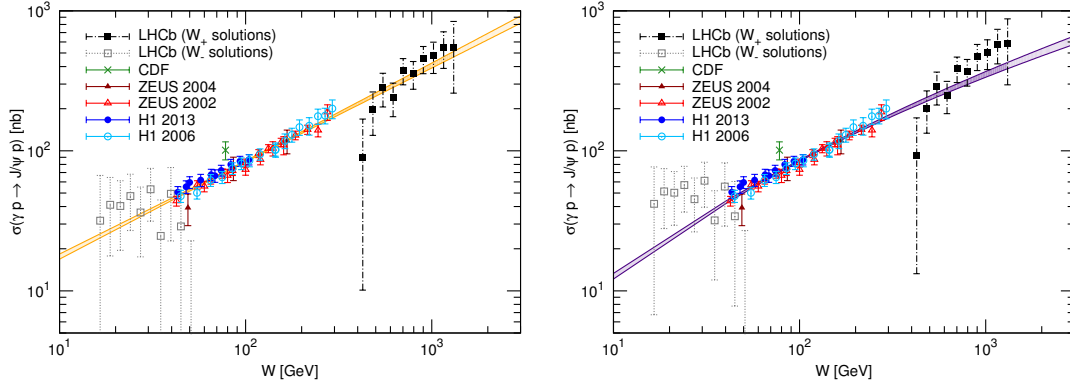 10³
10²
10¹
σ(γ p → J/ψ p) [nb]
LHCb (W₊ solutions)
LHCb (W₋ solutions)
CDF
ZEUS 2004
ZEUS 2002
H1 2013
H1 2006
10¹
10²
10³
W [GeV]
10³
10²
10¹
σ(γ p → J/ψ p) [nb]
LHCb (W₊ solutions)
LHCb (W₋ solutions)
CDF
ZEUS 2004
ZEUS 2002
H1 2013
H1 2006
10¹
10²
10³
W [GeV]